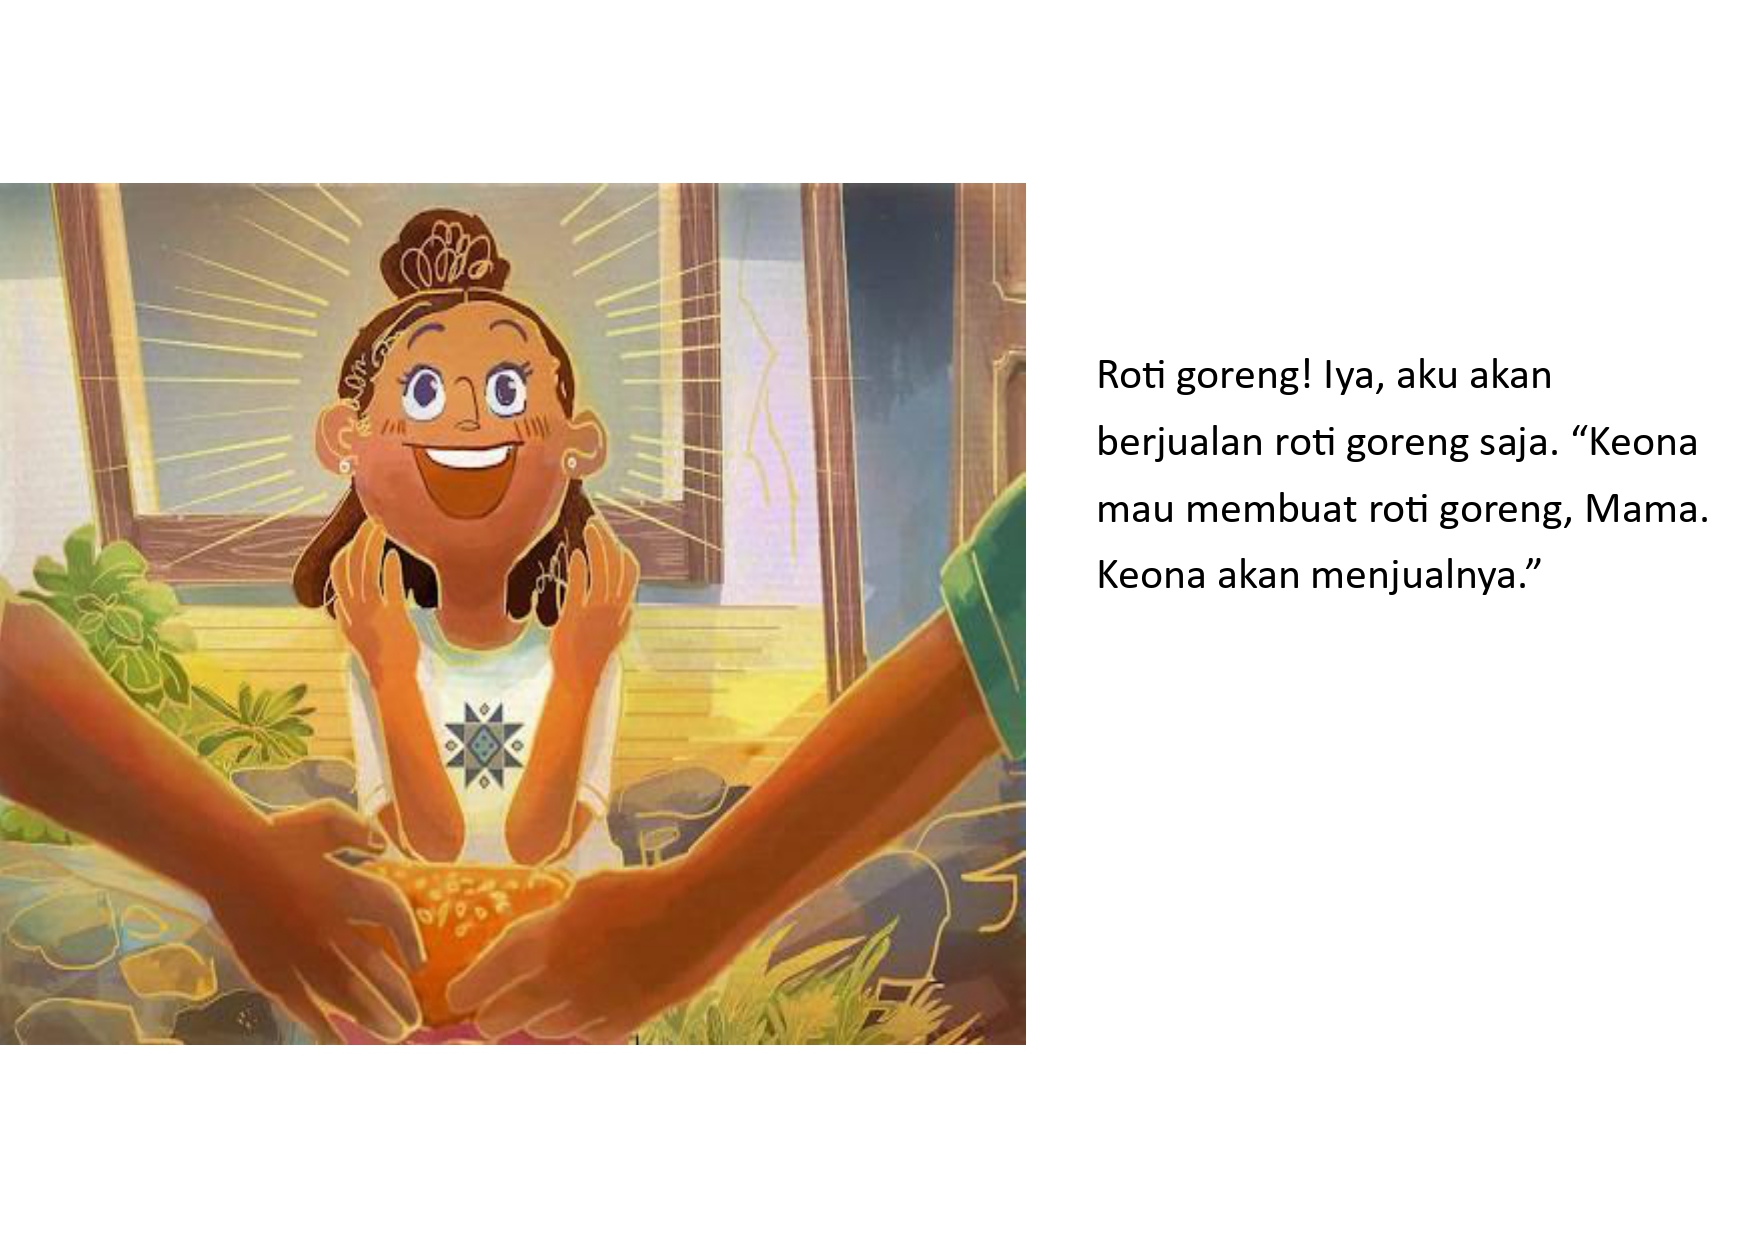 Roti goreng! Iya, aku akan
berjualan roti goreng saja. “Keona
mau membuat roti goreng, Mama.
Keona akan menjualnya.”